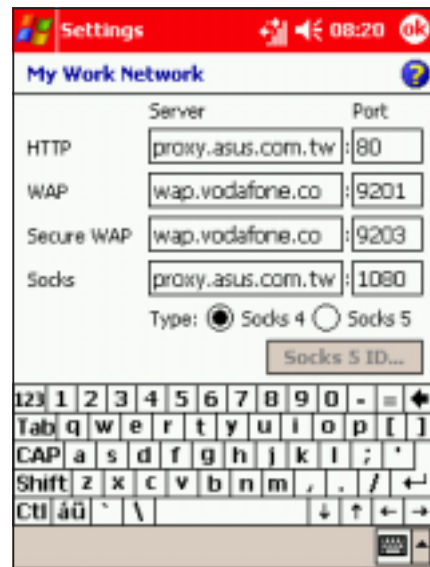 Settings 08:20 ok
My Work Network ?
Server Port
HTTP proxy.asus.com.tw : 80
WAP wap.vodafone.co : 9201
Secure WAP wap.vodafone.co : 9203
Socks proxy.asus.com.tw : 1080
Type: Socks 4 Socks 5
Socks 5 ID...
123 1 2 3 4 5 6 7 8 9 0 - = ←
Tab q w e r t y u i o p [ ]
CAP a s d f g h j k l ; '
Shift z x c v b n m , . / ↵
Ctl áü ` \ ↓ ↑ ← →